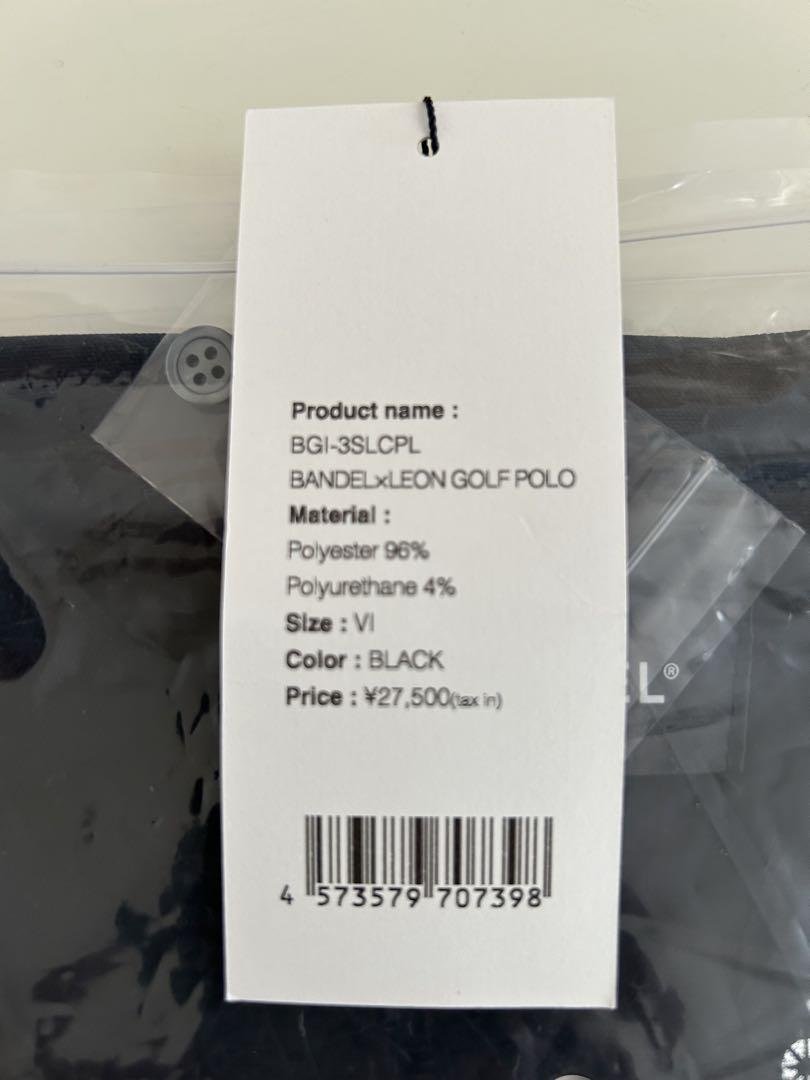 Product name :
BGI-3SLCPL
BANDEL×LEON GOLF POLO
Material :
Polyester 96%
Polyurethane 4%
Size : VI
Color : BLACK
Price : ¥27,500(tax in)
EL®
4 573579 707398